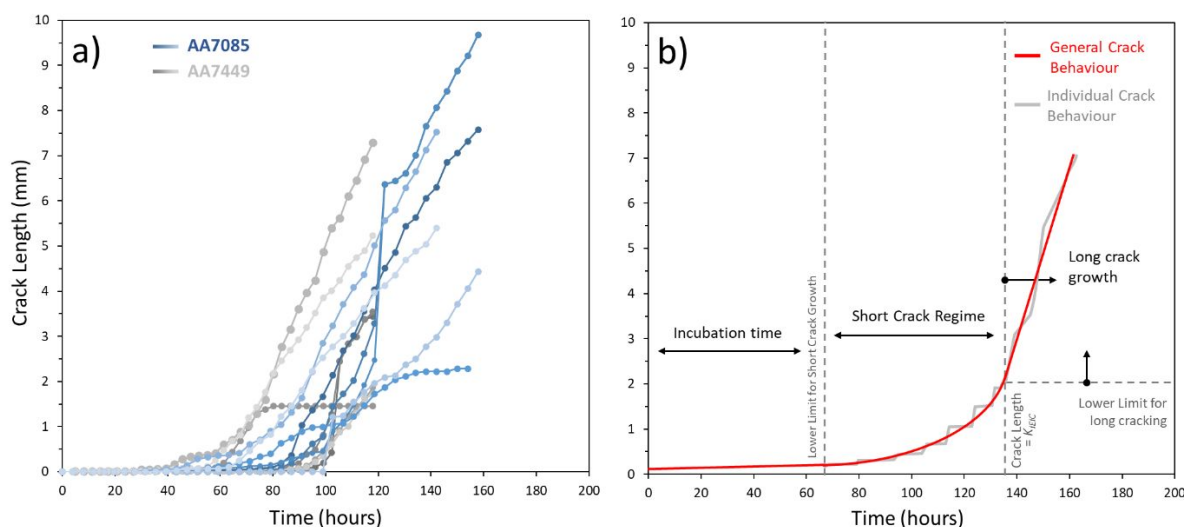 a)
AA7085
AA7449
Crack Length (mm)
10
9
8
7
6
5
4
3
2
1
0
0 20 40 60 80 100 120 140 160 180 200
Time (hours)
b)
General Crack
Behaviour
Individual Crack
Behaviour
10
9
8
7
6
5
4
3
2
1
0
Incubation time
Lower Limit for Short Crack Growth
Short Crack Regime
Long crack
growth
Crack Length
= KIEIC
Lower Limit for
long cracking
0 20 40 60 80 100 120 140 160 180 200
Time (hours)